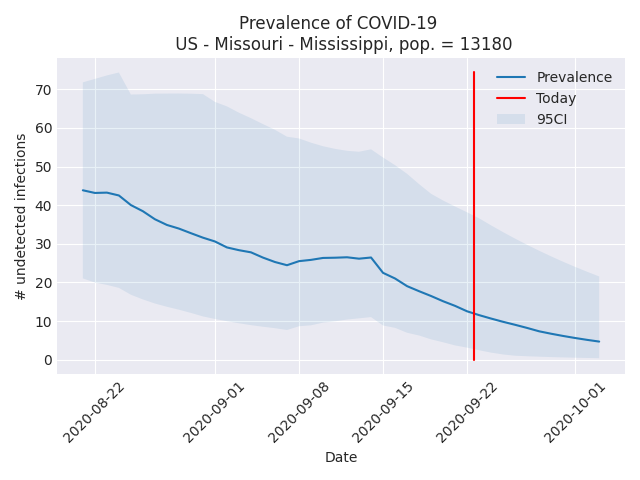 Prevalence of COVID-19
US - Missouri - Mississippi, pop. = 13180
Prevalence
Today
95CI
# undetected infections
70
60
50
40
30
20
10
0
2020-08-22
2020-09-01
2020-09-08
2020-09-15
2020-09-22
2020-10-01
Date